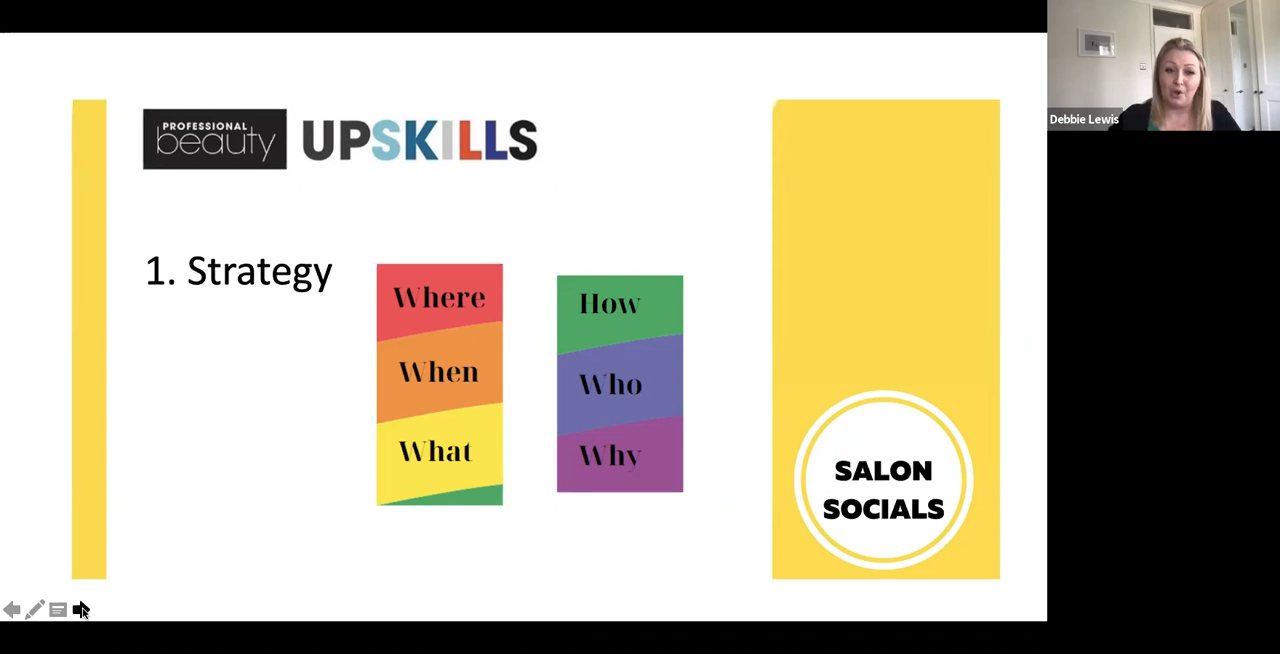 PROFESSIONAL
beauty
UPSKILLS
1. Strategy
Where
When
What
How
Who
Why
SALON
SOCIALS
Debbie Lewis